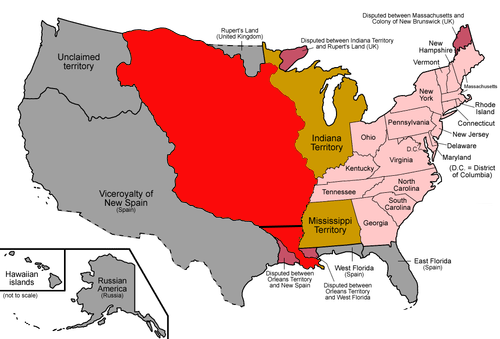 Rupert's Land
(United Kingdom)
Disputed between Indiana Territory
and Rupert's Land (UK)
Disputed between Massachusetts and
Colony of New Brunswick (UK)
Unclaimed
territory
New
Hampshire
Vermont
Massachusetts
New
York
Rhode
Island
Connecticut
Pennsylvania
New Jersey
Ohio
Indiana
Territory
D.C.
Delaware
Maryland
(D.C. = District
of Columbia)
Virginia
Kentucky
Viceroyalty of
New Spain
(Spain)
North
Carolina
Tennessee
South
Carolina
Mississippi
Territory
Georgia
Hawaiian
islands
(not to scale)
Russian
America
(Russia)
Disputed between
Orleans Territory
and New Spain
West Florida
(Spain)
East Florida
(Spain)
Disputed between
Orleans Territory
and West Florida